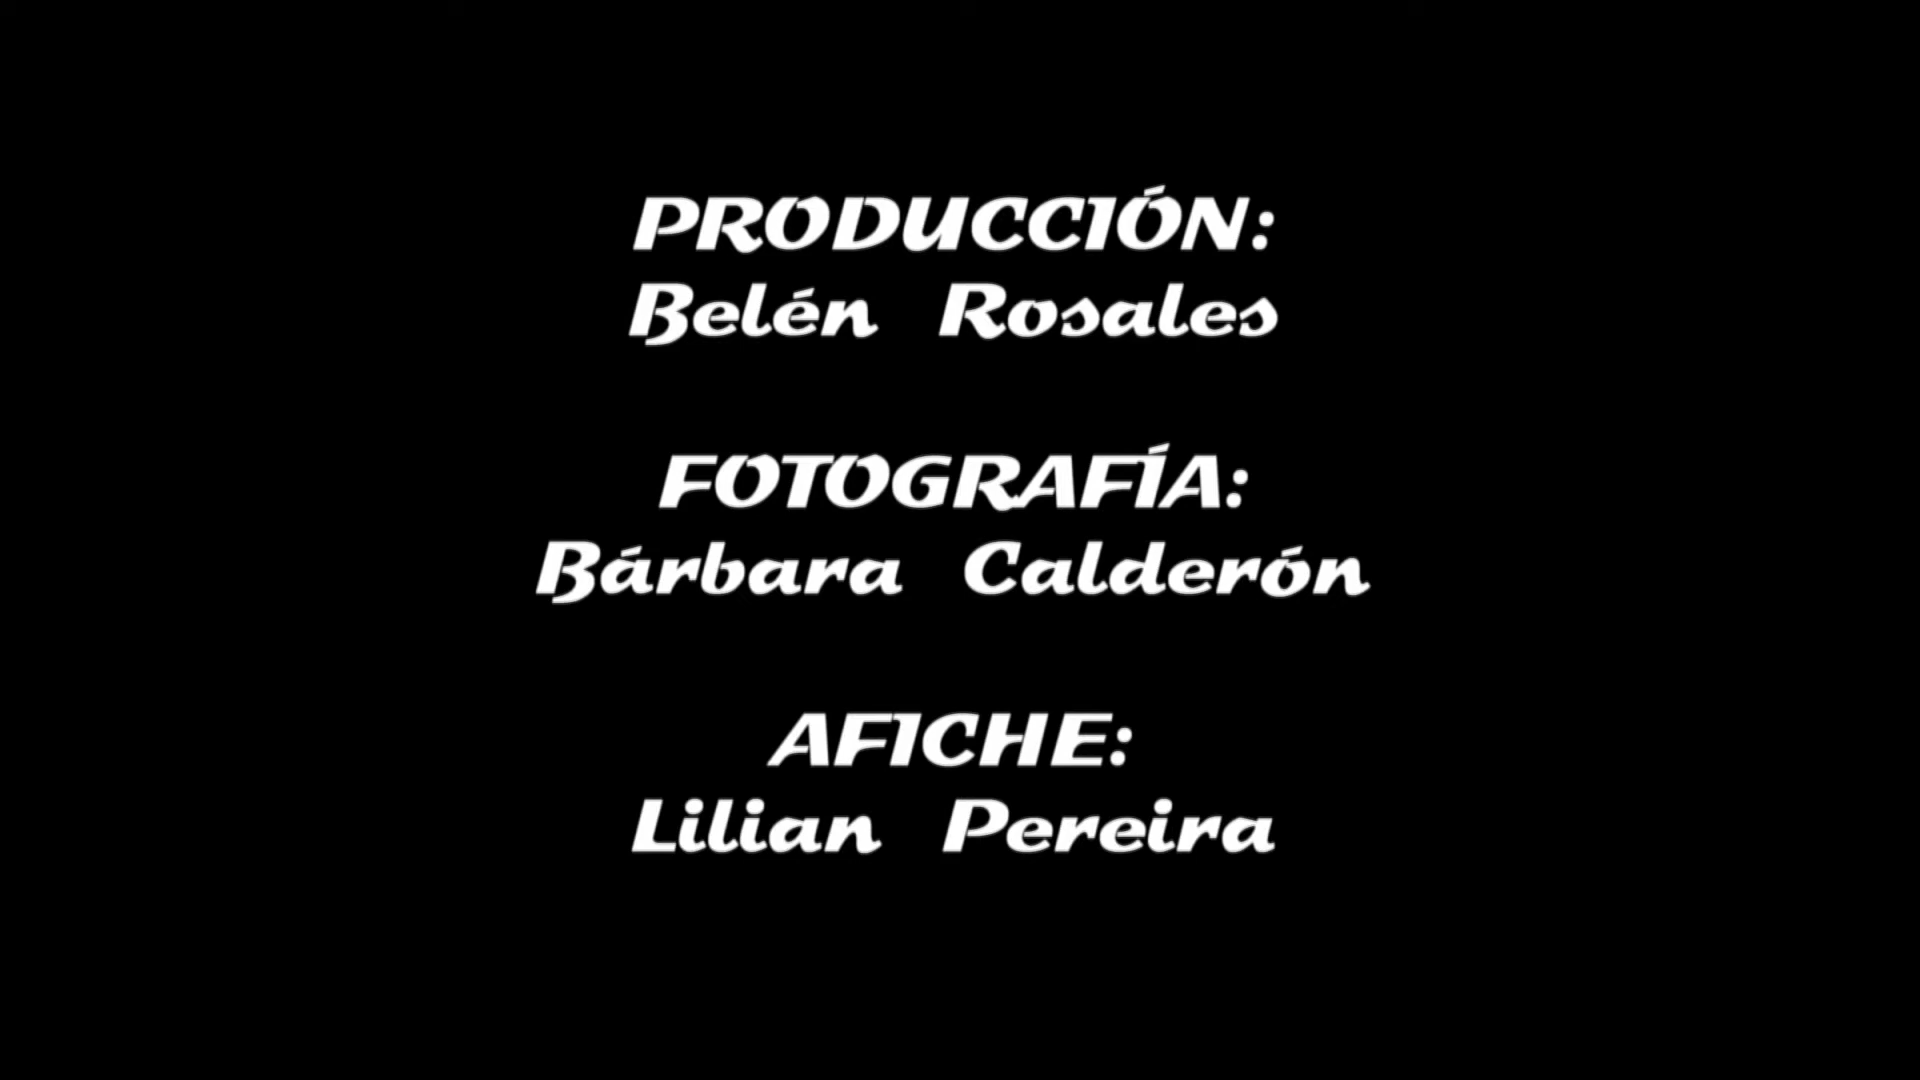 PRODUCCIÓN:
Belén Rosales
FOTOGRAFÍA:
Bárbara Calderón
AFICHE:
Lilian Pereira